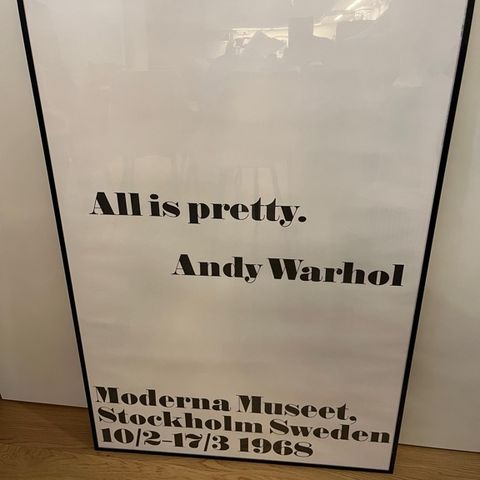 All is pretty.
Andy Warhol
Moderna Museet,
Stockholm Sweden
10/2–17/3 1968